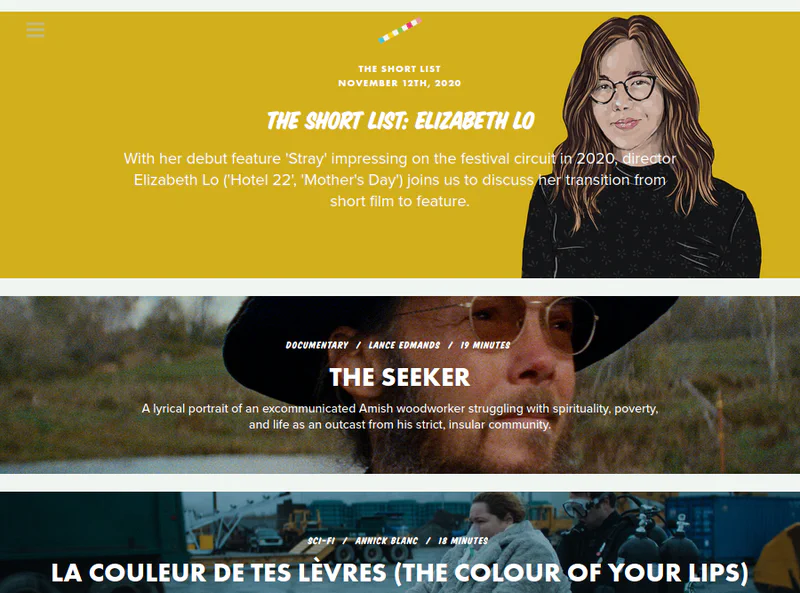 THE SHORT LIST
NOVEMBER 12TH, 2020
THE SHORT LIST: ELIZABETH LO
With her debut feature 'Stray' impressing on the festival circuit in 2020, director
Elizabeth Lo ('Hotel 22', 'Mother's Day') joins us to discuss her transition from
short film to feature.
DOCUMENTARY / LANCE EDMANDS / 19 MINUTES
THE SEEKER
A lyrical portrait of an excommunicated Amish woodworker struggling with spirituality, poverty,
and life as an outcast from his strict, insular community.
SCI-FI / ANNICK BLANC / 18 MINUTES
LA COULEUR DE TES LÈVRES (THE COLOUR OF YOUR LIPS)